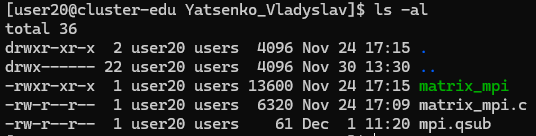 [user20@cluster-edu Yatsenko_Vladyslav]$ ls -al
total 36
drwxr-xr-x  2 user20 users  4096 Nov 24 17:15 .
drwx------ 22 user20 users  4096 Nov 30 13:30 ..
-rwxr-xr-x  1 user20 users 13600 Nov 24 17:15 matrix_mpi
-rw-r--r--  1 user20 users  6320 Nov 24 17:09 matrix_mpi.c
-rw-r--r--  1 user20 users    61 Dec  1 11:20 mpi.qsub